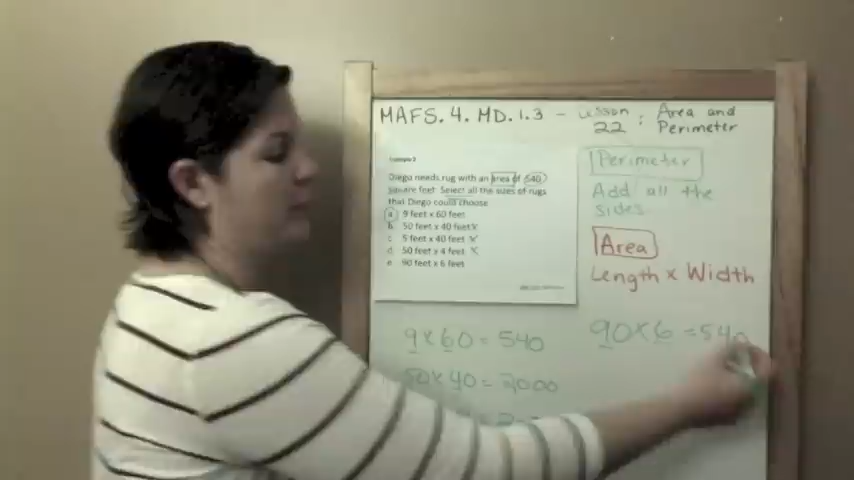 MAFS.4.MD.1.3 - Lesson 22: Area and Perimeter
Diego needs rug with an area of 540
square feet. Select all the sizes of rugs
that Diego could choose
a 9 feet x 60 feet
b 50 feet x 40 feet x
c 5 feet x 40 feet x
d 50 feet x 4 feet x
e 90 feet x 6 feet
Perimeter
Add all the
sides.
Area
Length x Width
9 x 60 = 540
50 x 40 = 2000
90 x 6 = 540